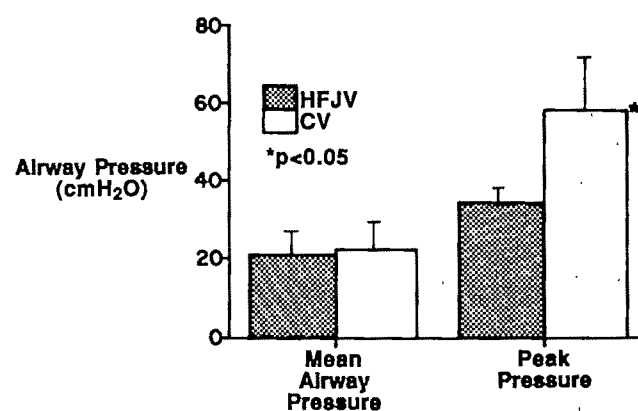 80
60
40
20
0
Airway Pressure
(cmH₂O)
HFJV
CV
*p<0.05
*
Mean
Airway
Pressure
Peak
Pressure